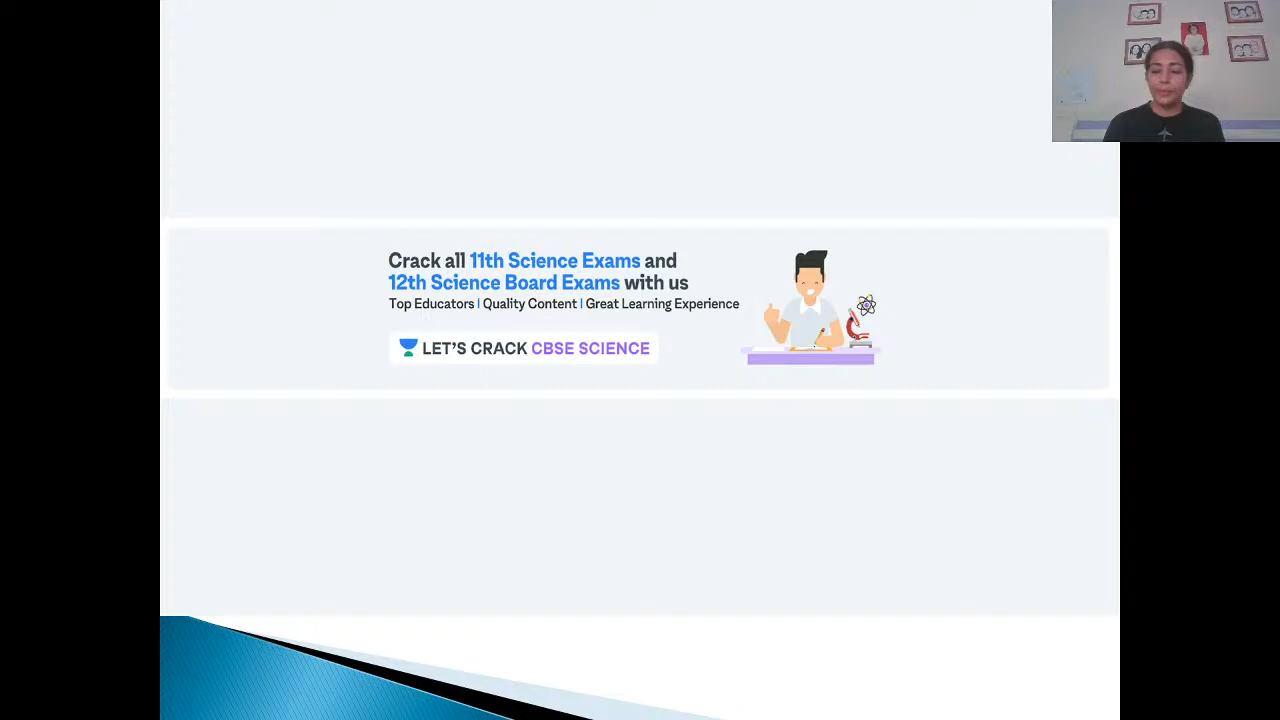 Crack all 11th Science Exams and
12th Science Board Exams with us
Top Educators | Quality Content | Great Learning Experience
LET'S CRACK CBSE SCIENCE